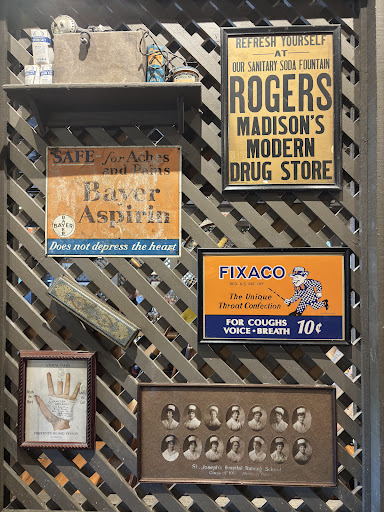 REFRESH YOURSELF
AT
OUR SANITARY SODA FOUNTAIN
ROGERS
MADISON'S
MODERN
DRUG STORE
SAFE for Aches
and Pains
Bayer
Aspirin
BAYER
Does not depress the heart
FIXACO
The Unique
Throat Confection
FOR COUGHS
VOICE • BREATH 10¢
St. Joseph's Hospital Training School